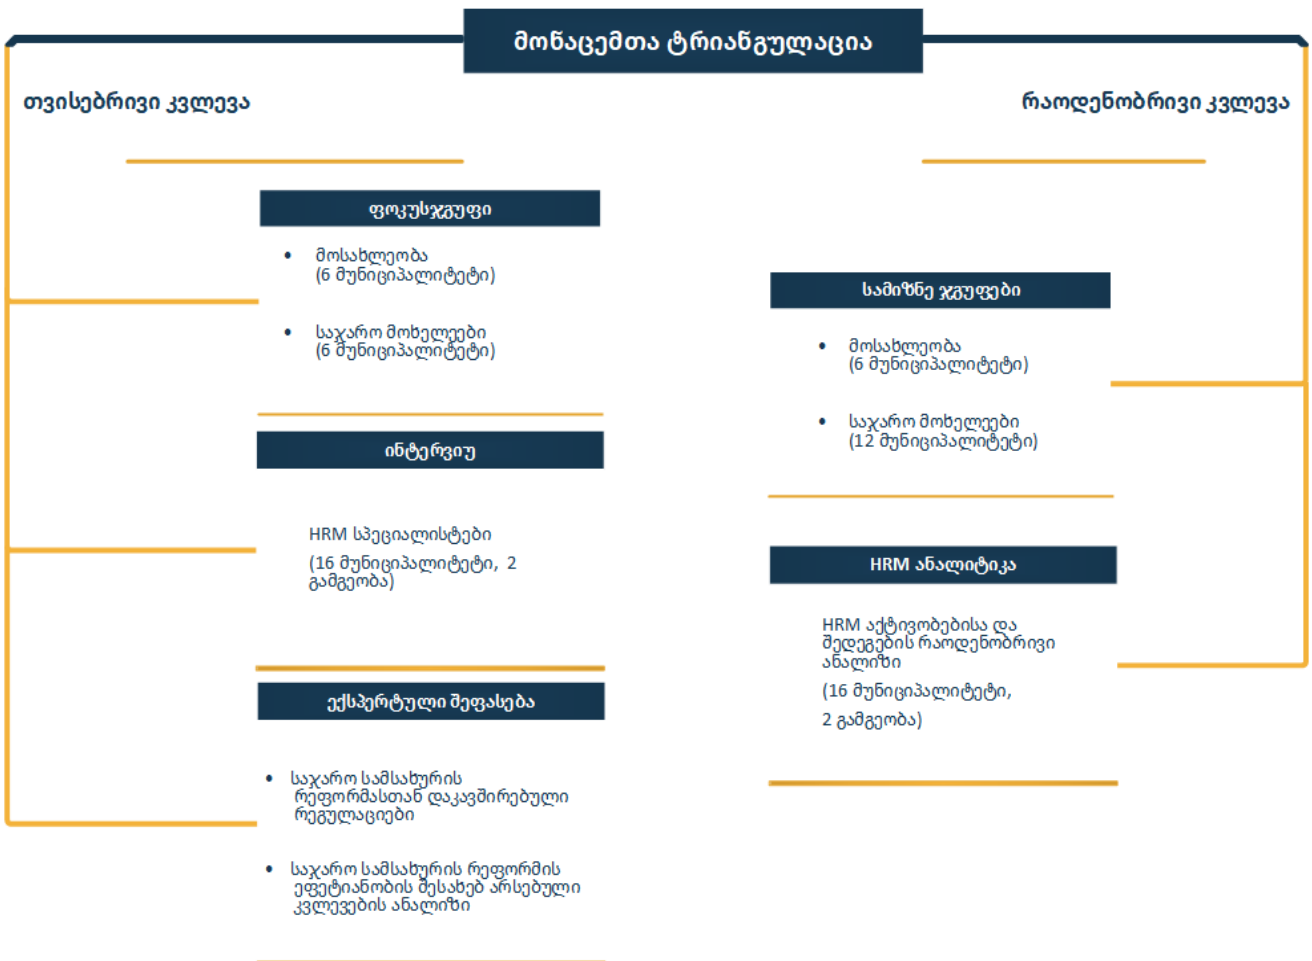 მონაცემთა ტრიანგულაცია
თვისებრივი კვლევა
ფოკუსჯგუფი
• მოსახლეობა
(6 მუნიციპალიტეტი)
• საჯარო მოხელეები
(6 მუნიციპალიტეტი)
ინტერვიუ
HRM სპეციალისტები
(16 მუნიციპალიტეტი, 2
გამგეობა)
ექსპერტული შეფასება
• საჯარო სამსახურის
რეფორმასთან დაკავშირებული
რეგულაციები
• საჯარო სამსახურის რეფორმის
ეფეტიანობის შესახებ არსებული
კვლევების ანალიზი
რაოდენობრივი კვლევა
სამიზნე ჯგუფები
• მოსახლეობა
(6 მუნიციპალიტეტი)
• საჯარო მოხელეები
(12 მუნიციპალიტეტი)
HRM ანალიტიკა
HRM აქტივობებისა და
შედეგების რაოდენობრივი
ანალიზი
(16 მუნიციპალიტეტი,
2 გამგეობა)